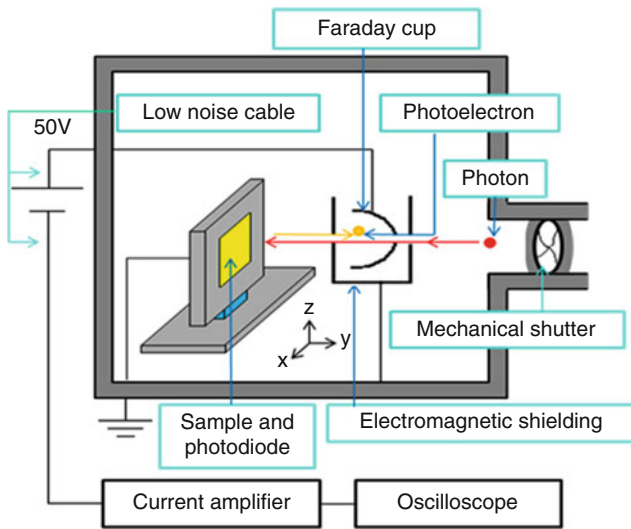 Faraday cup
Low noise cable
Photoelectron
50V
Photon
Mechanical shutter
z
y
x
Sample and
photodiode
Electromagnetic shielding
Current amplifier
Oscilloscope